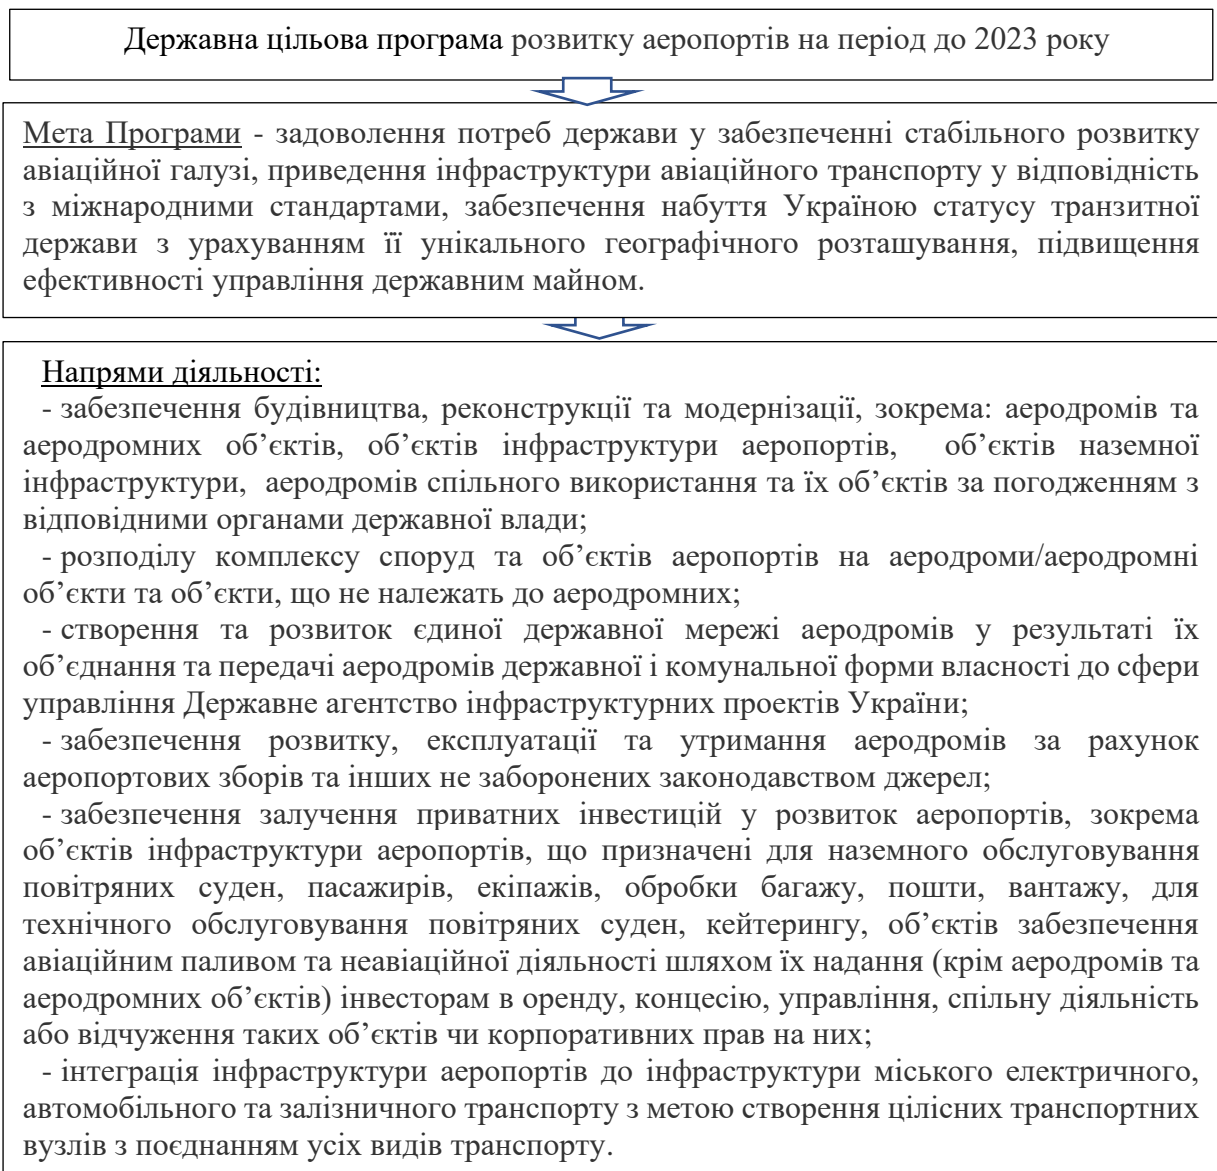 Державна цільова програма розвитку аеропортів на період до 2023 року
Мета Програми - задоволення потреб держави у забезпеченні стабільного розвитку
авіаційної галузі, приведення інфраструктури авіаційного транспорту у відповідність
з міжнародними стандартами, забезпечення набуття Україною статусу транзитної
держави з урахуванням її унікального географічного розташування, підвищення
ефективності управління державним майном.
Напрями діяльності:
- забезпечення будівництва, реконструкції та модернізації, зокрема: аеродромів та
аеродромних об’єктів, об’єктів інфраструктури аеропортів, об’єктів наземної
інфраструктури, аеродромів спільного використання та їх об’єктів за погодженням з
відповідними органами державної влади;
- розподілу комплексу споруд та об’єктів аеропортів на аеродроми/аеродромні
об’єкти та об’єкти, що не належать до аеродромних;
- створення та розвиток єдиної державної мережі аеродромів у результаті їх
об’єднання та передачі аеродромів державної і комунальної форми власності до сфери
управління Державне агентство інфраструктурних проектів України;
- забезпечення розвитку, експлуатації та утримання аеродромів за рахунок
аеропортових зборів та інших не заборонених законодавством джерел;
- забезпечення залучення приватних інвестицій у розвиток аеропортів, зокрема
об’єктів інфраструктури аеропортів, що призначені для наземного обслуговування
повітряних суден, пасажирів, екіпажів, обробки багажу, пошти, вантажу, для
технічного обслуговування повітряних суден, кейтерингу, об’єктів забезпечення
авіаційним паливом та неавіаційної діяльності шляхом їх надання (крім аеродромів та
аеродромних об’єктів) інвесторам в оренду, концесію, управління, спільну діяльність
або відчуження таких об’єктів чи корпоративних прав на них;
- інтеграція інфраструктури аеропортів до інфраструктури міського електричного,
автомобільного та залізничного транспорту з метою створення цілісних транспортних
вузлів з поєднанням усіх видів транспорту.